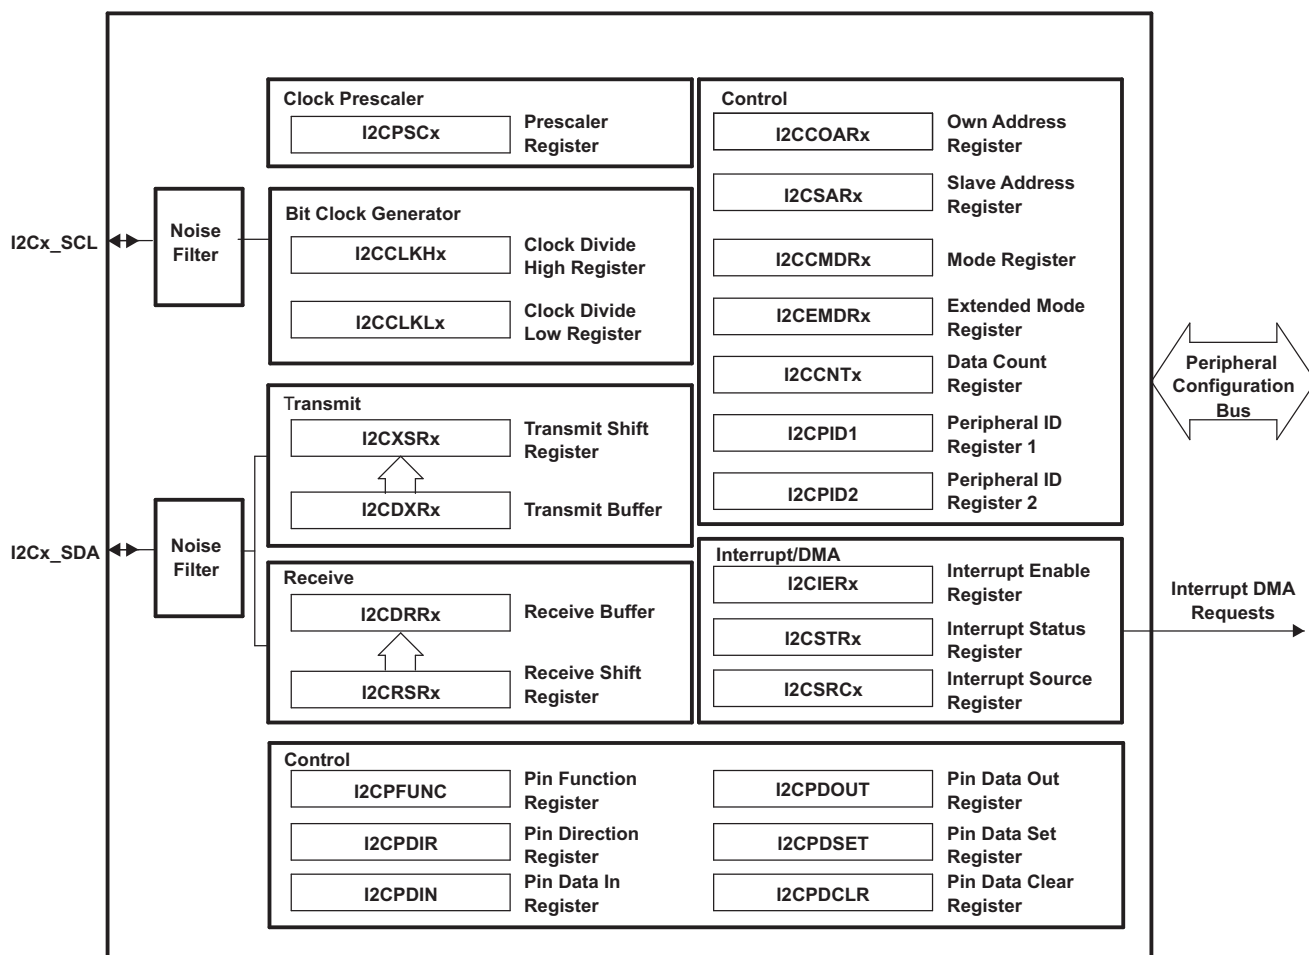 Clock Prescaler
I2CPSCx
Prescaler
Register
I2Cx_SCL
Noise
Filter
Bit Clock Generator
I2CCLKHx
Clock Divide
High Register
I2CCLKLx
Clock Divide
Low Register
Transmit
I2CXSRx
Transmit Shift
Register
I2CDXRx
Transmit Buffer
I2Cx_SDA
Noise
Filter
Receive
I2CDRRx
Receive Buffer
I2CRSRx
Receive Shift
Register
Control
I2CCOARx
Own Address
Register
I2CSARx
Slave Address
Register
I2CCMDRx
Mode Register
I2CEMDRx
Extended Mode
Register
I2CCNTx
Data Count
Register
I2CPID1
Peripheral ID
Register 1
I2CPID2
Peripheral ID
Register 2
Peripheral
Configuration
Bus
Interrupt/DMA
I2CIERx
Interrupt Enable
Register
I2CSTRx
Interrupt Status
Register
I2CSRCx
Interrupt Source
Register
Interrupt DMA
Requests
Control
I2CPFUNC
Pin Function
Register
I2CPDIR
Pin Direction
Register
I2CPDIN
Pin Data In
Register
I2CPDOUT
Pin Data Out
Register
I2CPDSET
Pin Data Set
Register
I2CPDCLR
Pin Data Clear
Register